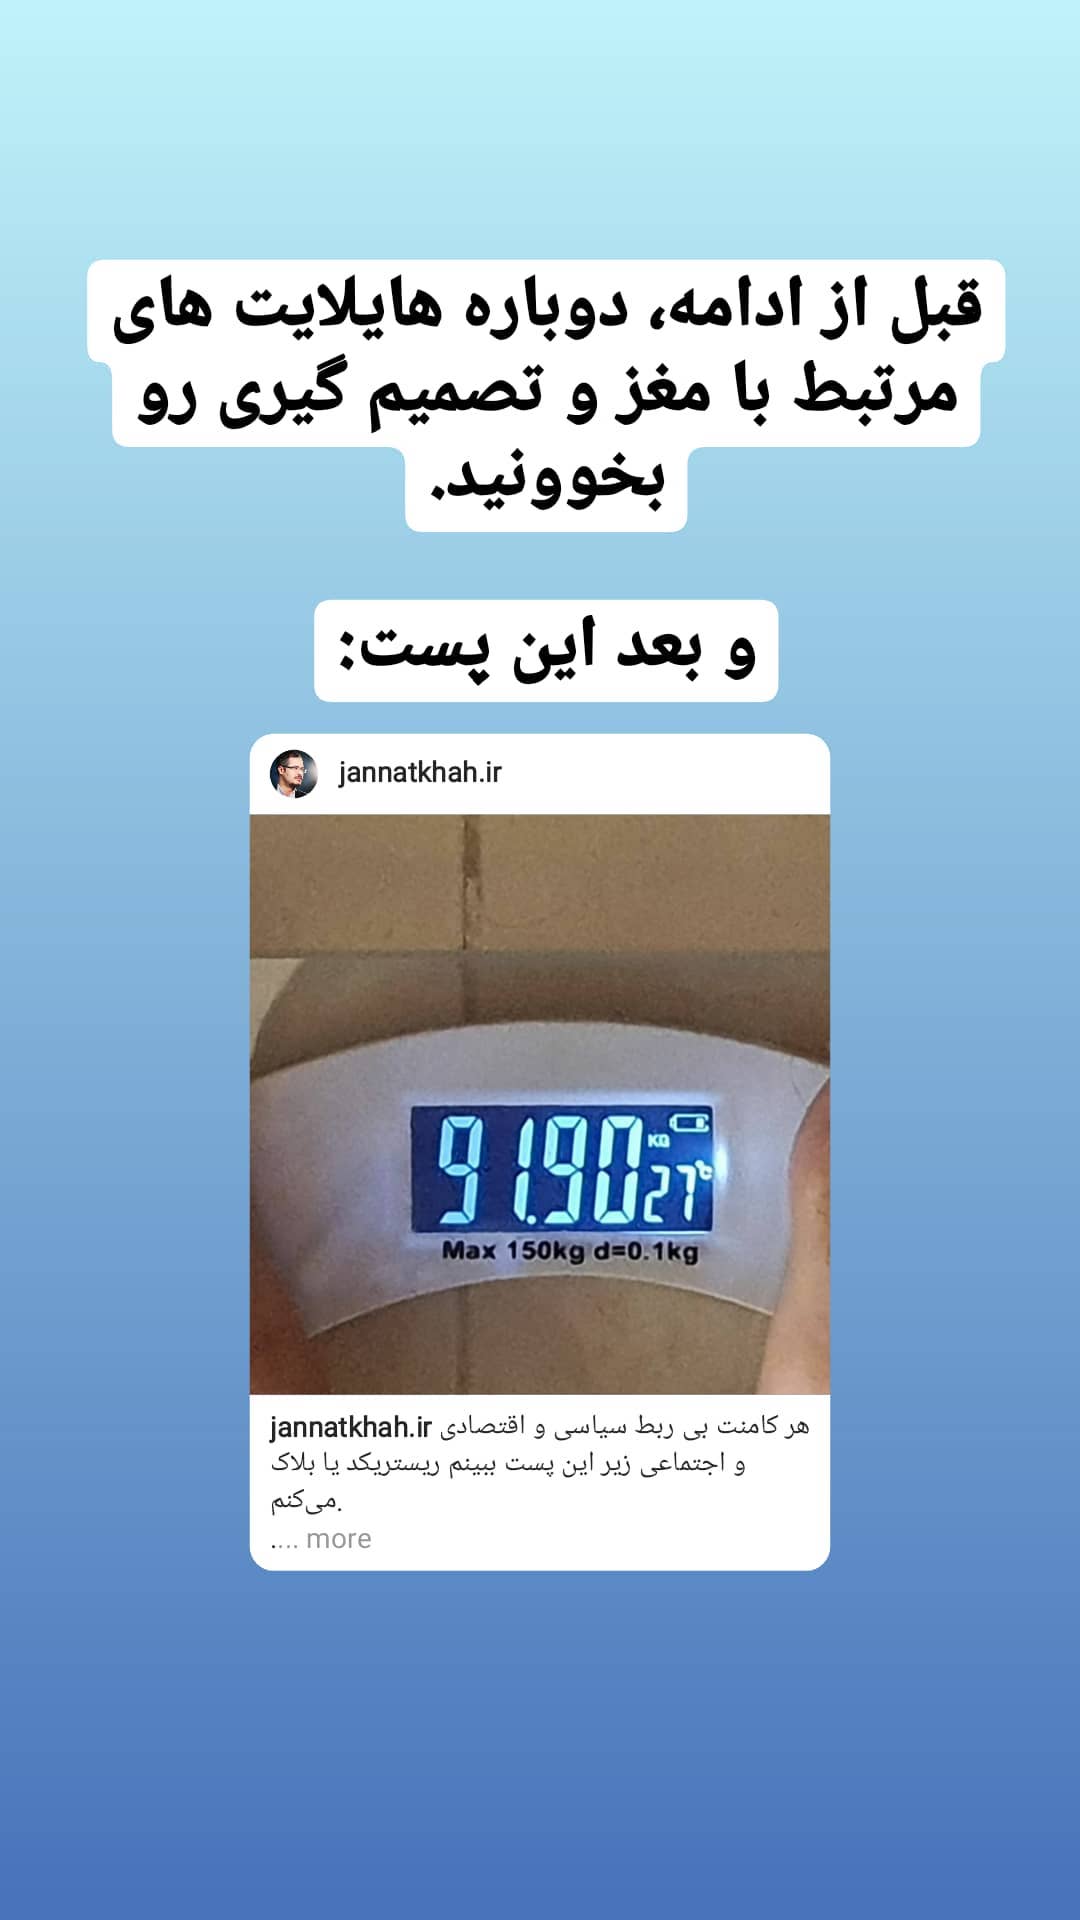 قبل از ادامه، دوباره هایلایت های
مرتبط با مغز و تصمیم گیری رو
بخوونید.
و بعد این پست:
jannatkhah.ir
91.90 KG 27°C
Max 150kg d=0.1kg
jannatkhah.ir هر کامنت بی ربط سیاسی و اقتصادی
و اجتماعی زیر این پست ببینم ریستریکد یا بلاک
می‌کنم.
.... more